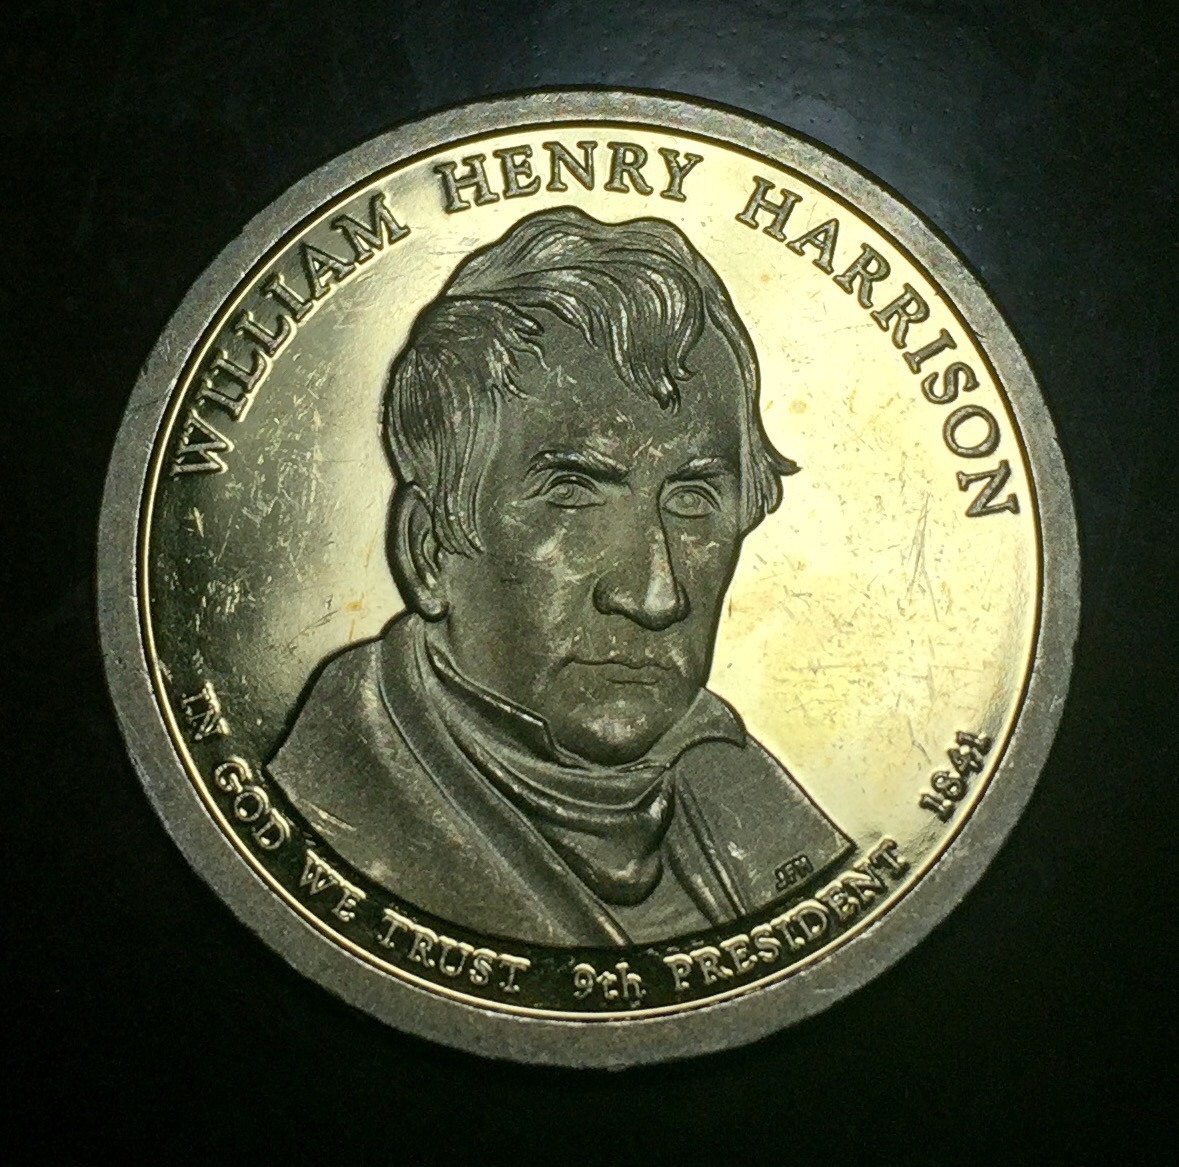 WILLIAM HENRY HARRISON
IN GOD WE TRUST 9th PRESIDENT 1841
JFM